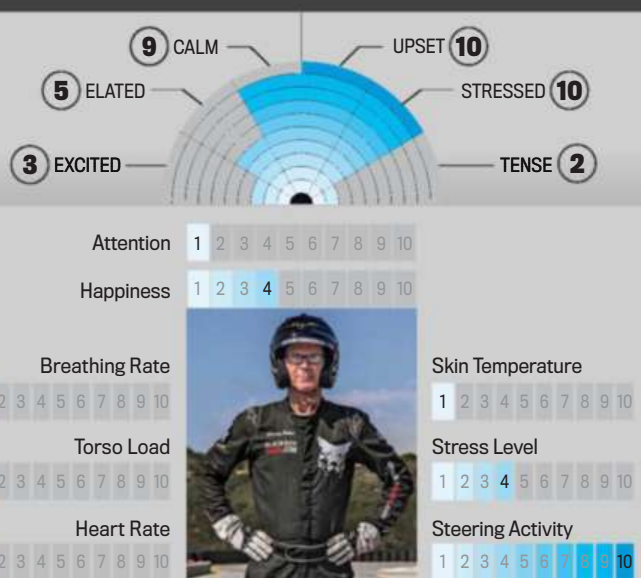 9 CALM
UPSET 10
5 ELATED
STRESSED 10
3 EXCITED
TENSE 2
Attention 1 2 3 4 5 6 7 8 9 10
Happiness 1 2 3 4 5 6 7 8 9 10
Breathing Rate
2 3 4 5 6 7 8 9 10
Skin Temperature
1 2 3 4 5 6 7 8 9 10
Torso Load
2 3 4 5 6 7 8 9 10
Stress Level
1 2 3 4 5 6 7 8 9 10
Heart Rate
2 3 4 5 6 7 8 9 10
Steering Activity
1 2 3 4 5 6 7 8 9 10